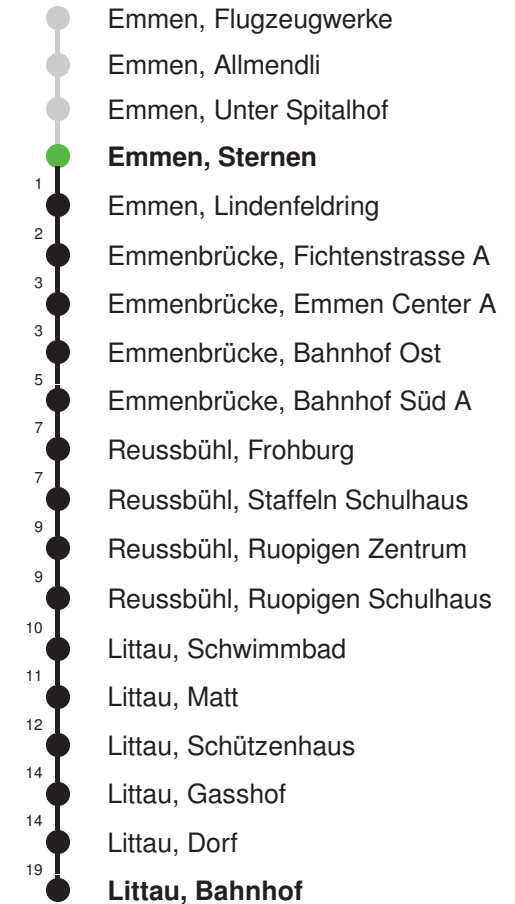 Emmen, Flugzeugwerke
Emmen, Allmendli
Emmen, Unter Spitalhof
Emmen, Sternen
1
Emmen, Lindenfeldring
2
Emmenbrücke, Fichtenstrasse A
3
Emmenbrücke, Emmen Center A
3
Emmenbrücke, Bahnhof Ost
5
Emmenbrücke, Bahnhof Süd A
7
Reussbühl, Frohburg
7
Reussbühl, Staffeln Schulhaus
9
Reussbühl, Ruopigen Zentrum
9
Reussbühl, Ruopigen Schulhaus
10
Littau, Schwimmbad
11
Littau, Matt
12
Littau, Schützenhaus
14
Littau, Gasshof
14
Littau, Dorf
19
Littau, Bahnhof